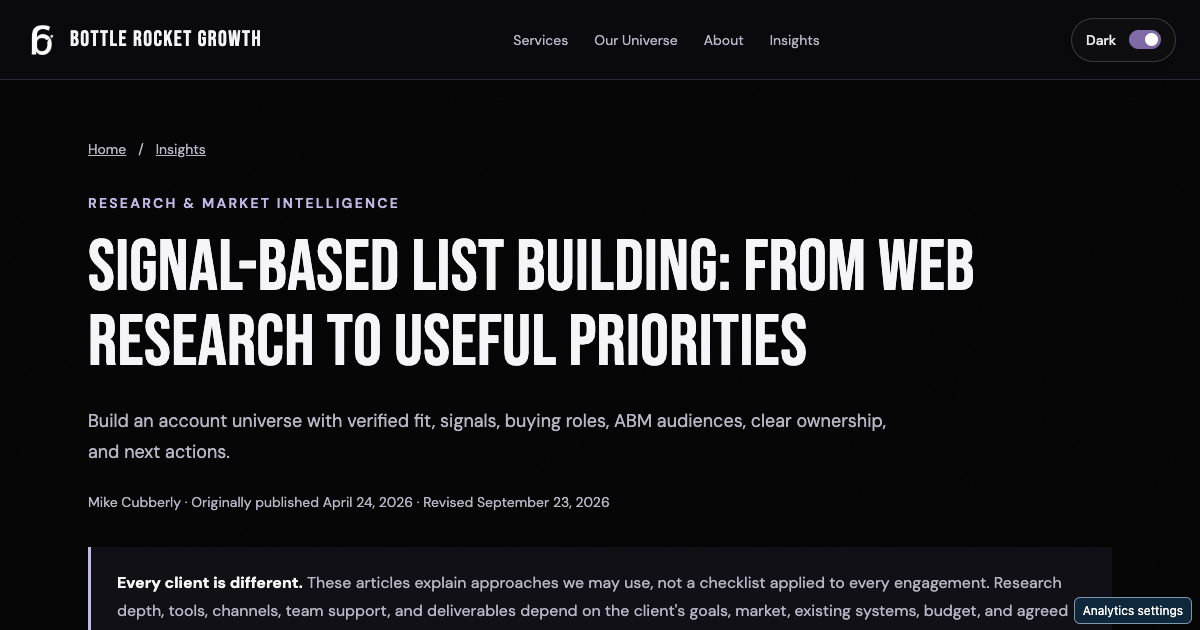 BOTTLE ROCKET GROWTH
Services
Our Universe
About
Insights
Dark
Home / Insights
RESEARCH & MARKET INTELLIGENCE
SIGNAL-BASED LIST BUILDING: FROM WEB
RESEARCH TO USEFUL PRIORITIES
Build an account universe with verified fit, signals, buying roles, ABM audiences, clear ownership,
and next actions.
Mike Cubberly · Originally published April 24, 2026 · Revised September 23, 2026
Every client is different. These articles explain approaches we may use, not a checklist applied to every engagement. Research
depth, tools, channels, team support, and deliverables depend on the client's goals, market, existing systems, budget, and agreed
Analytics settings